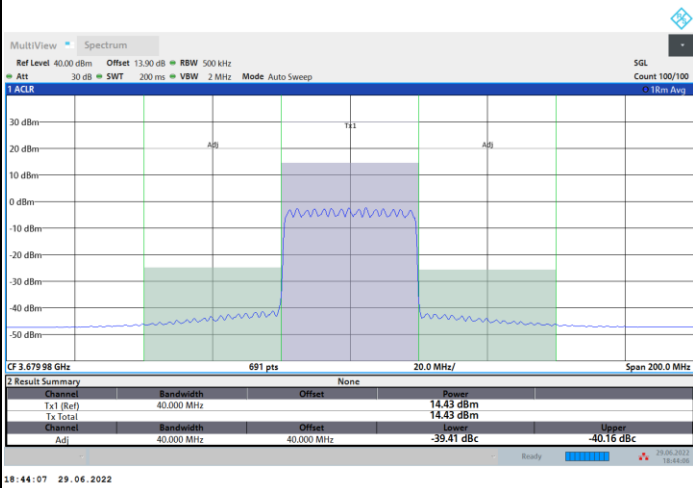 MultiView Spectrum
Ref Level 40.00 dBm Offset 13.90 dB RBW 500 kHz SGL
Att 30 dB SWT 200 ms VBW 2 MHz Mode Auto Sweep Count 100/100
1 ACLR 1Rm Avg
30 dBm
Tx1
20 dBm
Adj Adj
10 dBm
0 dBm
-10 dBm
-20 dBm
-30 dBm
-40 dBm
-50 dBm
CF 3.67998 GHz 691 pts 20.0 MHz/ Span 200.0 MHz
2 Result Summary None
Channel Bandwidth Offset Power
Tx1 (Ref) 40.000 MHz 14.43 dBm
Tx Total 14.43 dBm
Channel Bandwidth Offset Lower Upper
Adj 40.000 MHz 40.000 MHz -39.41 dBc -40.16 dBc
Ready 29.06.2022
18:44:06
18:44:07 29.06.2022